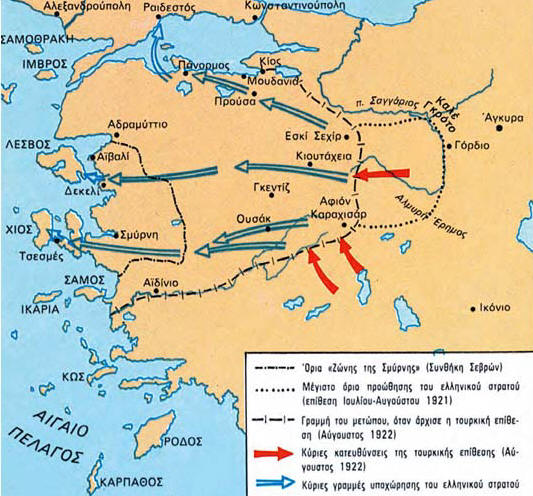 Αλεξανδρούπολη
Ραιδεστός
Κωνσταντινούπολη
ΣΑΜΟΘΡΑΚΗ
ΙΜΒΡΟΣ
Πάνορμος
Κίος
Μουδανιά
Προύσα
π. Σαγγάριος
Καλέ
Γκρότο
Άγκυρα
Αδραμύττιο
Εσκί Σεχίρ
Γόρδιο
ΛΕΣΒΟΣ
Αϊβαλί
Κιουτάχεια
Δεκελί
Γκεντίζ
Αφιόν
Καραχισάρ
Αλμυρή Έρημος
ΧΙΟΣ
Ουσάκ
Σμύρνη
Τσεσμές
ΣΑΜΟΣ
Αϊδίνιο
ΙΚΑΡΙΑ
Ικόνιο
ΚΩΣ
ΑΙΓΑΙΟ
ΠΕΛΑΓΟΣ
ΡΟΔΟΣ
ΚΑΡΠΑΘΟΣ
Όρια «Ζώνης της Σμύρνης» (Συνθήκη Σεβρών)
Μέγιστο όριο προώθησης του ελληνικού στρατού
(επίθεση Ιουλίου-Αυγούστου 1921)
Γραμμή του μετώπου, όταν άρχισε η τουρκική επίθε-
ση (Αύγουστος 1922)
Κύριες κατευθύνσεις της τουρκικής επίθεσης (Αύ-
γουστος 1922)
Κύριες γραμμές υποχώρησης του ελληνικού στρατού